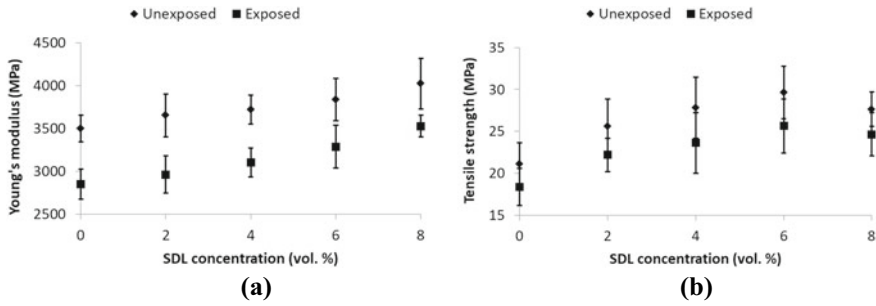 ◆ Unexposed ■ Exposed
Young's modulus (MPa)
4500
4000
3500
3000
2500
0 2 4 6 8
SDL concentration (vol. %)
(a)
◆ Unexposed ■ Exposed
Tensile strength (MPa)
35
30
25
20
15
0 2 4 6 8
SDL concentration (vol. %)
(b)